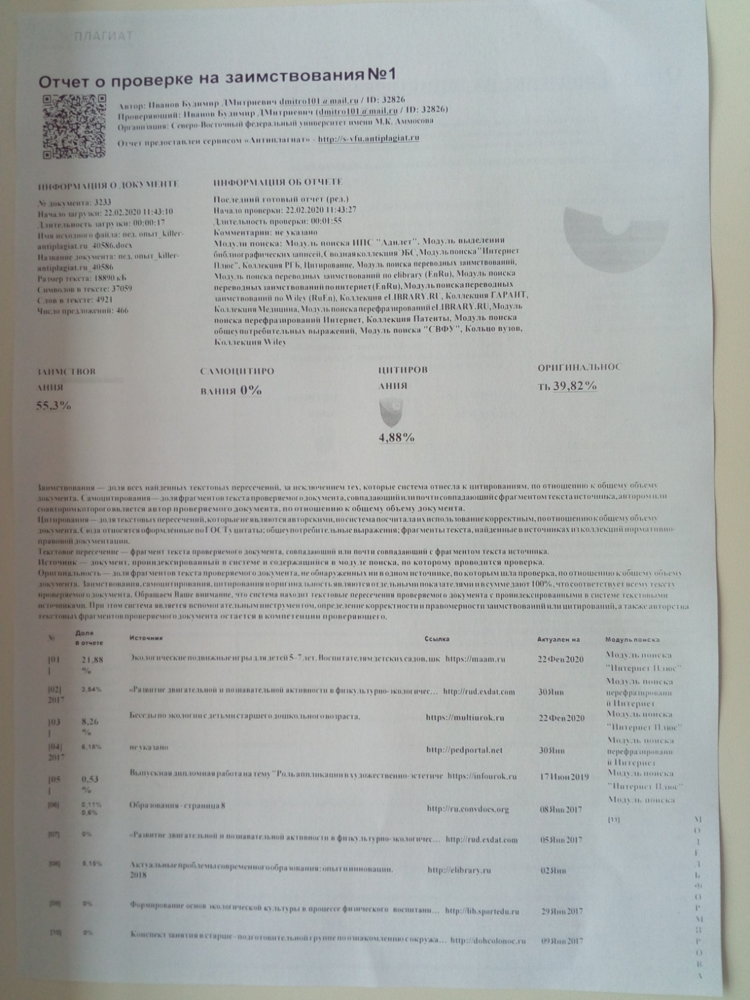 ПЛАГИАТ
Отчет о проверке на заимствования №1
Автор: Иванов Будимир ДМитриевич dmitro101@mail.ru / ID: 32826
Проверяющий: Иванов Будимир ДМитриевич (dmitro101@mail.ru / ID: 32826)
Организация: Северо-Восточный федеральный университет имени М.К. Аммосова
Отчет предоставлен сервисом «Антиплагиат» - http://s-vfu.antiplagiat.ru
ИНФОРМАЦИЯ О ДОКУМЕНТЕ
№ документа: 3233
Начало загрузки: 22.02.2020 11:43:10
Длительность загрузки: 00:00:17
Имя исходного файла: пед. опыт_killer-
antiplagiat.ru_40586.docx
Название документа: пед. опыт_killer-
antiplagiat.ru_40586
Размер текста: 18890 кБ
Символов в тексте: 37059
Слов в тексте: 4921
Число предложений: 466
ИНФОРМАЦИЯ ОБ ОТЧЕТЕ
Последний готовый отчет (ред.)
Начало проверки: 22.02.2020 11:43:27
Длительность проверки: 00:01:55
Комментарии: не указано
Модули поиска: Модуль поиска ИПС "Адилет", Модуль выделения
библиографических записей, Сводная коллекция ЭБС, Модуль поиска "Интернет
Плюс", Коллекция РГБ, Цитирование, Модуль поиска переводных заимствований,
Модуль поиска переводных заимствований по elibrary (EnRu), Модуль поиска
переводных заимствований по интернет (EnRu), Модуль поиска переводных
заимствований по Wiley (RuEn), Коллекция eLIBRARY.RU, Коллекция ГАРАНТ,
Коллекция Медицина, Модуль поиска перефразирований eLIBRARY.RU, Модуль
поиска перефразирований Интернет, Коллекция Патенты, Модуль поиска
общеупотребительных выражений, Модуль поиска "СВФУ", Кольцо вузов,
Коллекция Wiley
ЗАИМСТВОВ
АНИЯ
55,3%
САМОЦИТИРО
ВАНИЯ 0%
ЦИТИРОВ
АНИЯ
4,88%
ОРИГИНАЛЬНОС
ТЬ 39,82%
Заимствования — доля всех найденных текстовых пересечений, за исключением тех, которые система отнесла к цитированиям, по отношению к общему объему
документа. Самоцитирования — доля фрагментов текста проверяемого документа, совпадающий или почти совпадающий с фрагментом текста источника, автором или
соавтором которого является автор проверяемого документа, по отношению к общему объему документа.
Цитирования — доля текстовых пересечений, которые не являются авторскими, но система посчитала их использование корректным, по отношению к общему объему
документа. Сюда относятся оформленные по ГОСТу цитаты; общеупотребительные выражения; фрагменты текста, найденные в источниках из коллекций нормативно-
правовой документации.
Текстовое пересечение — фрагмент текста проверяемого документа, совпадающий или почти совпадающий с фрагментом текста источника.
Источник — документ, проиндексированный в системе и содержащийся в модуле поиска, по которому проводится проверка.
Оригинальность — доля фрагментов текста проверяемого документа, не обнаруженных ни в одном источнике, по которым шла проверка, по отношению к общему объему
документа. Заимствования, самоцитирования, цитирования и оригинальность являются отдельными показателями и в сумме дают 100%, что соответствует всему тексту
проверяемого документа. Обращаем Ваше внимание, что система находит текстовые пересечения проверяемого документа с проиндексированными в системе текстовыми
источниками. При этом система является вспомогательным инструментом, определение корректности и правомерности заимствований или цитирований, а также авторства
текстовых фрагментов проверяемого документа остается в компетенции проверяющего.
№ Доля в отчете Источник Ссылка Актуален на Модуль поиска
[01] 21,88 % Экологические подвижные игры для детей 5–7 лет. Воспитателям детских садов, шк https://maam.ru 22 Фев 2020 Модуль поиска "Интернет Плюс"
[02] 2017 3,64% «Развитие двигательной и познавательной активности в физкультурно-экологичес... http://rud.exdat.com 30 Янв Модуль поиска перефразировани й Интернет
[03] 8,26 % Беседы по экологии с детьми старшего дошкольного возраста. https://multiurok.ru 22 Фев 2020 Модуль поиска "Интернет Плюс"
[04] 2017 6,18% не указано http://pedportal.net 30 Янв Модуль поиска перефразировани й Интернет
[05] 0,53 % Выпускная дипломная работа на тему "Роль аппликации в художественно-эстетиче https://infourok.ru 17 Июн 2019 Модуль поиска "Интернет Плюс"
[06] 0,11% 0,6% Образования - страница 8 http://ru.convdocs.org 08 Янв 2017 Модуль поиска
[11]
[07] 0% «Развитие двигательной и познавательной активности в физкультурно-экологичес... http://rud.exdat.com 05 Янв 2017
[08] 6,16% Актуальные проблемы современного образования: опыт и инновации. 2018 http://elibrary.ru 02 Янв
[09] 0% Формирование основ экологической культуры в процессе физического воспитани... http://lib.sportedu.ru 29 Янв 2017
[10] 0% Конспект занятия в старше - подготовительной группе по ознакомлению с окружа... http://dohcolonoc.ru 09 Янв 2017